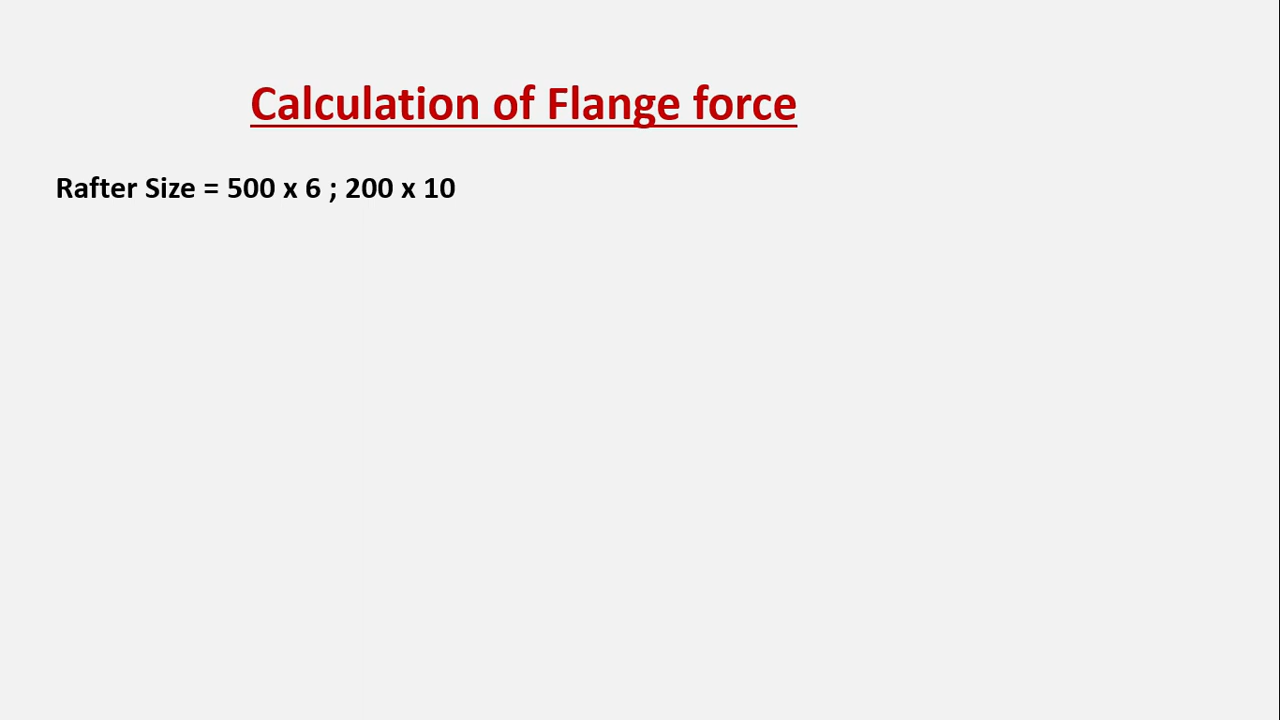 Calculation of Flange force
Rafter Size = 500 x 6 ; 200 x 10